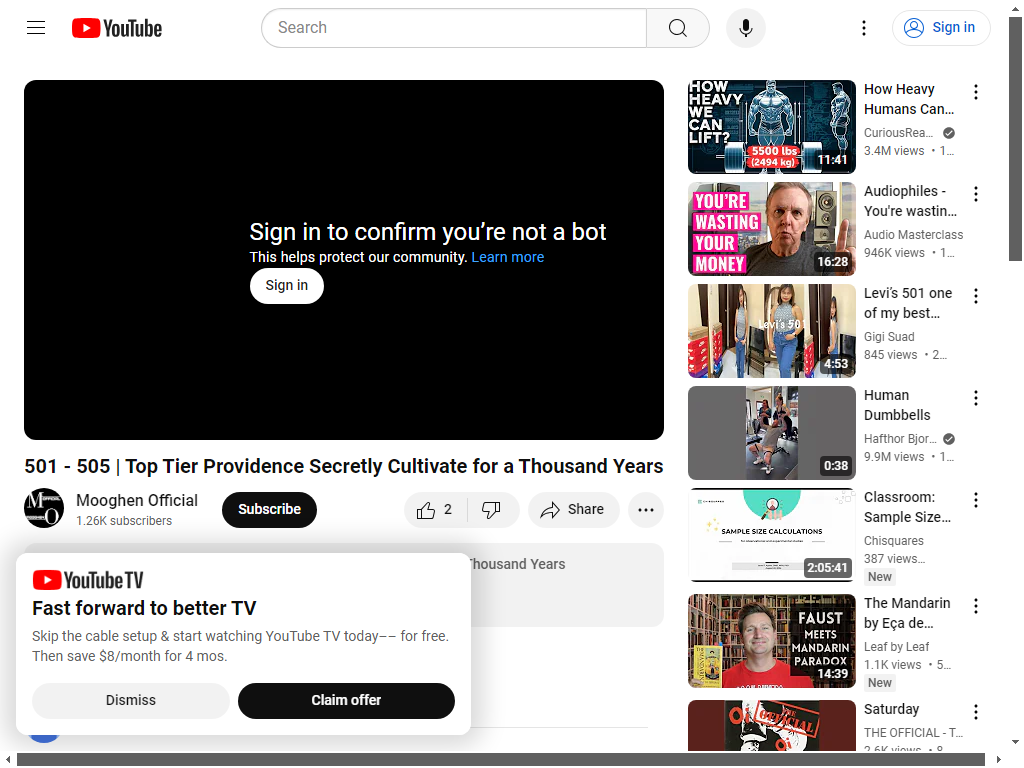 YouTube
Search
Sign in
Sign in to confirm you're not a bot
This helps protect our community. Learn more
Sign in
501 - 505 | Top Tier Providence Secretly Cultivate for a Thousand Years
Mooghen Official
1.26K subscribers
Subscribe
2
Share
Thousand Years
YouTube TV
Fast forward to better TV
Skip the cable setup & start watching YouTube TV today–– for free.
Then save $8/month for 4 mos.
Dismiss
Claim offer
HOW
HEAVY
WE
CAN
LIFT?
5500 lbs
(2494 kg)
11:41
How Heavy
Humans Can…
CuriousRea…
3.4M views • 1…
YOU'RE
WASTING
YOUR
MONEY
16:28
Audiophiles -
You're wastin…
Audio Masterclass
946K views • 1…
Levi's 501
4:53
Levi's 501 one
of my best…
Gigi Suad
845 views • 2…
0:38
Human
Dumbbells
Hafthor Bjor…
9.9M views • 1…
SAMPLE SIZE CALCULATIONS
2:05:41
Classroom:
Sample Size…
Chisquares
387 views…
New
FAUST
MEETS
MANDARIN
PARADOX
14:39
The Mandarin
by Eça de…
Leaf by Leaf
1.1K views • 5…
New
THE
OFFICIAL
Oi
Oi
Saturday
THE OFFICIAL - T…
2.6K views • 8